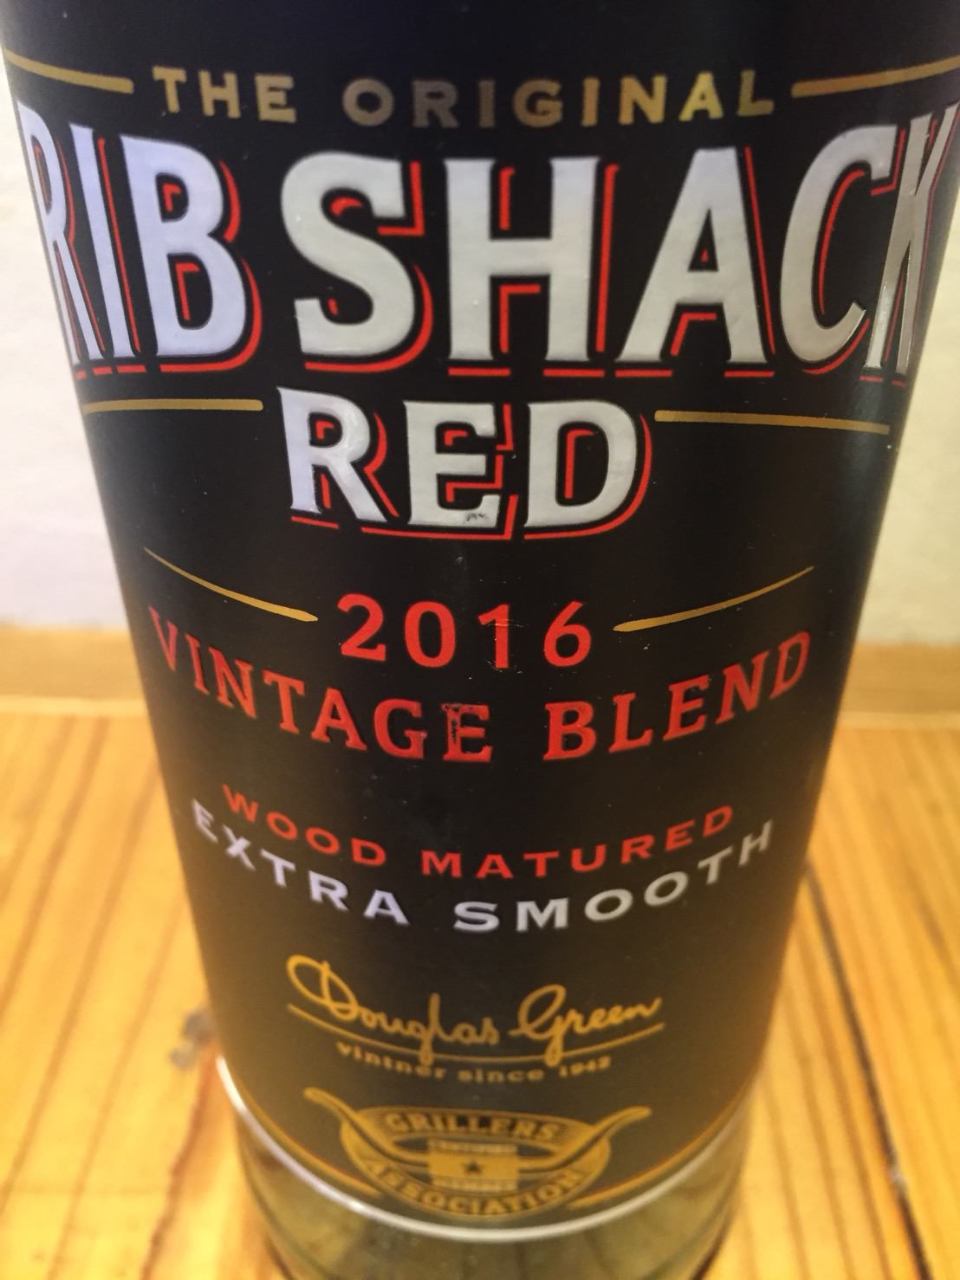 THE ORIGINAL
RIB SHACK
RED
2016
VINTAGE BLEND
WOOD MATURED
EXTRA SMOOTH
Douglas Green
vintner since 1942
GRILLERS
ASSOCIATION